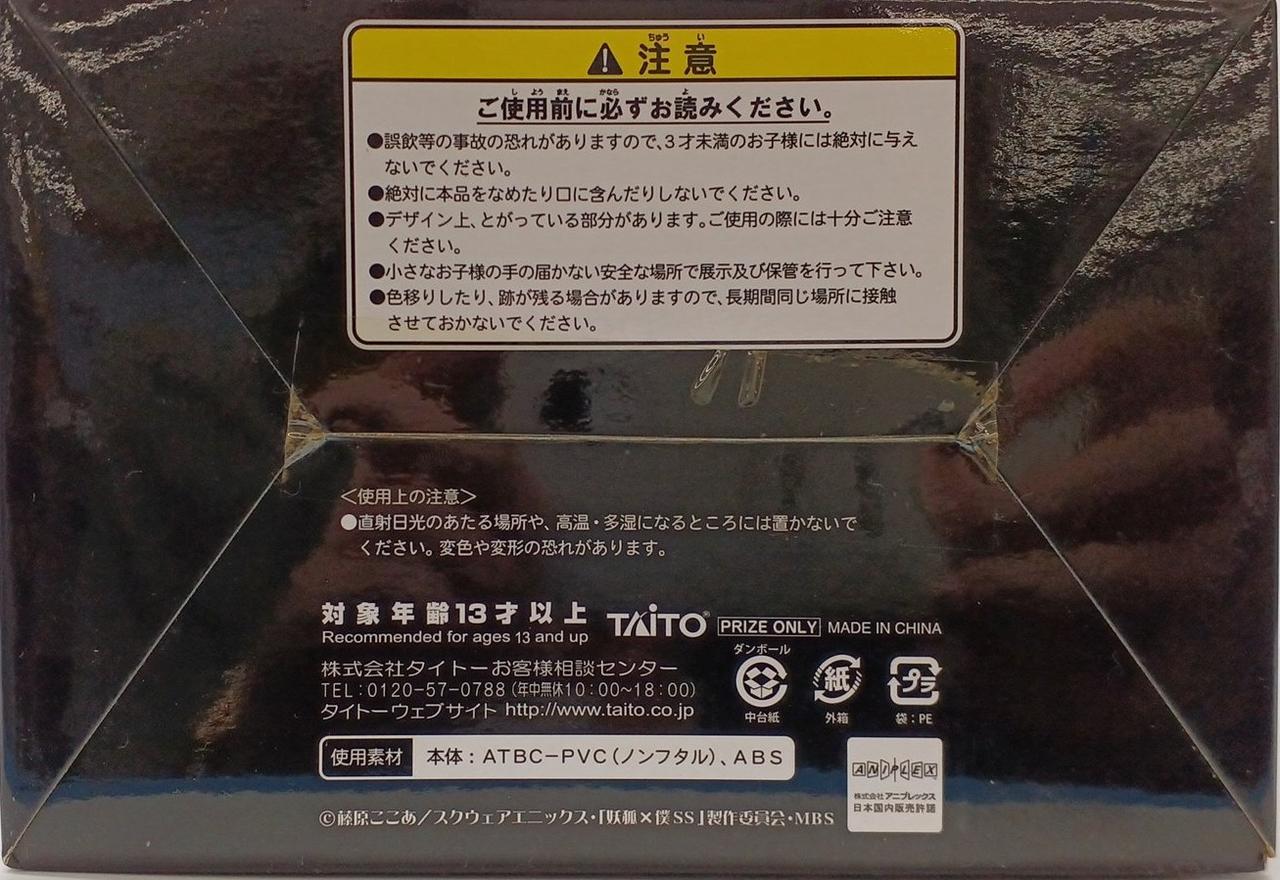 注意
ご使用前に必ずお読みください。
●誤飲等の事故の恐れがありますので、3才未満のお子様には絶対に与え
ないでください。
●絶対に本品をなめたり口に含んだりしないでください。
●デザイン上、とがっている部分があります。ご使用の際には十分ご注意
ください。
●小さなお子様の手の届かない安全な場所で展示及び保管を行って下さい。
●色移りしたり、跡が残る場合がありますので、長期間同じ場所に接触
させておかないでください。
＜使用上の注意＞
●直射日光のあたる場所や、高温・多湿になるところには置かないで
ください。変色や変形の恐れがあります。
対象年齢13才以上
Recommended for ages 13 and up
TAITO® PRIZE ONLY MADE IN CHINA
株式会社タイトーお客様相談センター
TEL：0120-57-0788（年中無休10：00〜18：00）
タイトーウェブサイト http://www.taito.co.jp
ダンボール
中台紙
紙
外箱
プラ
袋：PE
使用素材 本体：ATBC-PVC（ノンフタル）、ABS
ANIPLEX
株式会社 アニプレックス
日本国内販売許諾
©藤原ここあ／スクウェアエニックス・「妖狐×僕SS」製作委員会・MBS